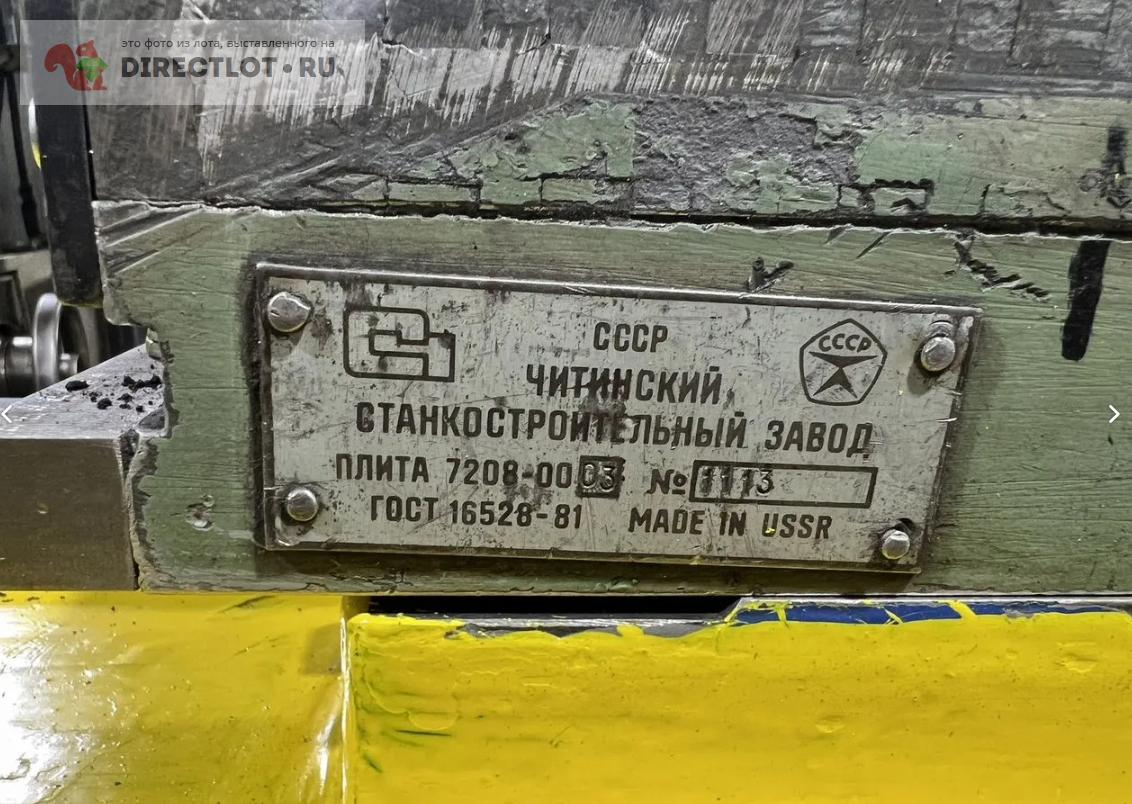 это фото из лота, выставленного на
DIRECTLOT.RU
СССР
СССР
ЧИТИНСКИЙ
СТАНКОСТРОИТЕЛЬНЫЙ ЗАВОД
ПЛИТА 7208-0003 № 1113
ГОСТ 16528-81 MADE IN USSR